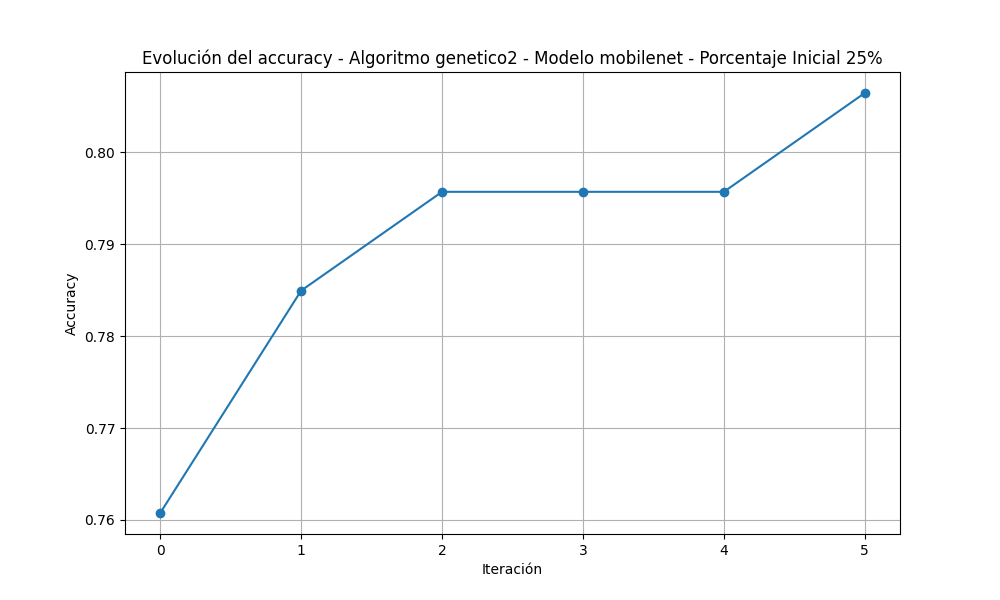 Evolución del accuracy - Algoritmo genetico2 - Modelo mobilenet - Porcentaje Inicial 25%
0.80
0.79
0.78
0.77
0.76
Accuracy
0 1 2 3 4 5
Iteración